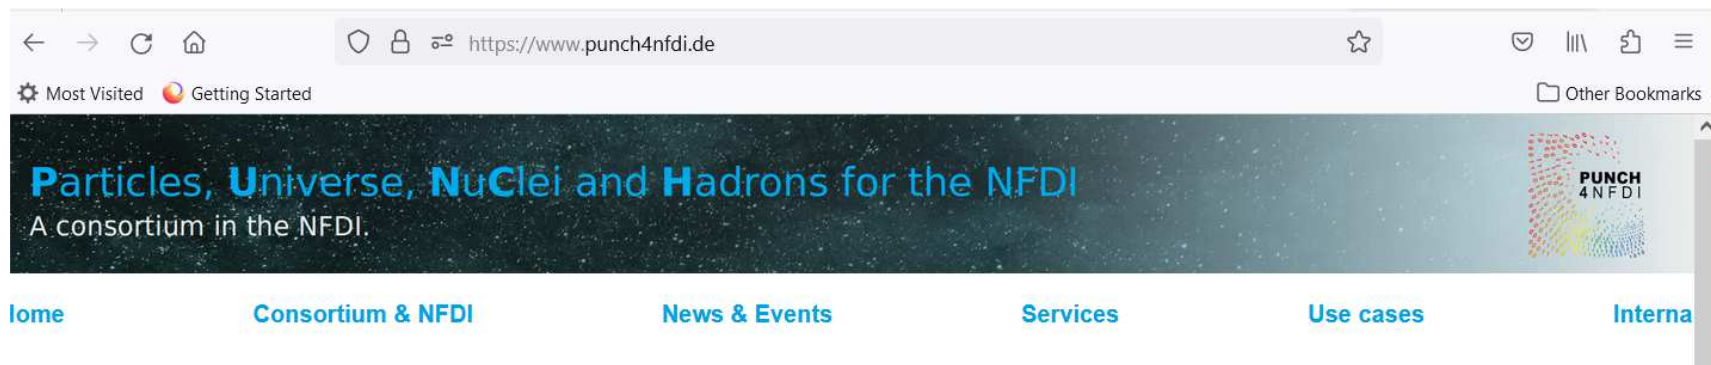 https://www.punch4nfdi.de
Most Visited Getting Started Other Bookmarks
Particles, Universe, NuClei and Hadrons for the NFDI
A consortium in the NFDI.
PUNCH
4NFDI
lome Consortium & NFDI News & Events Services Use cases Interna